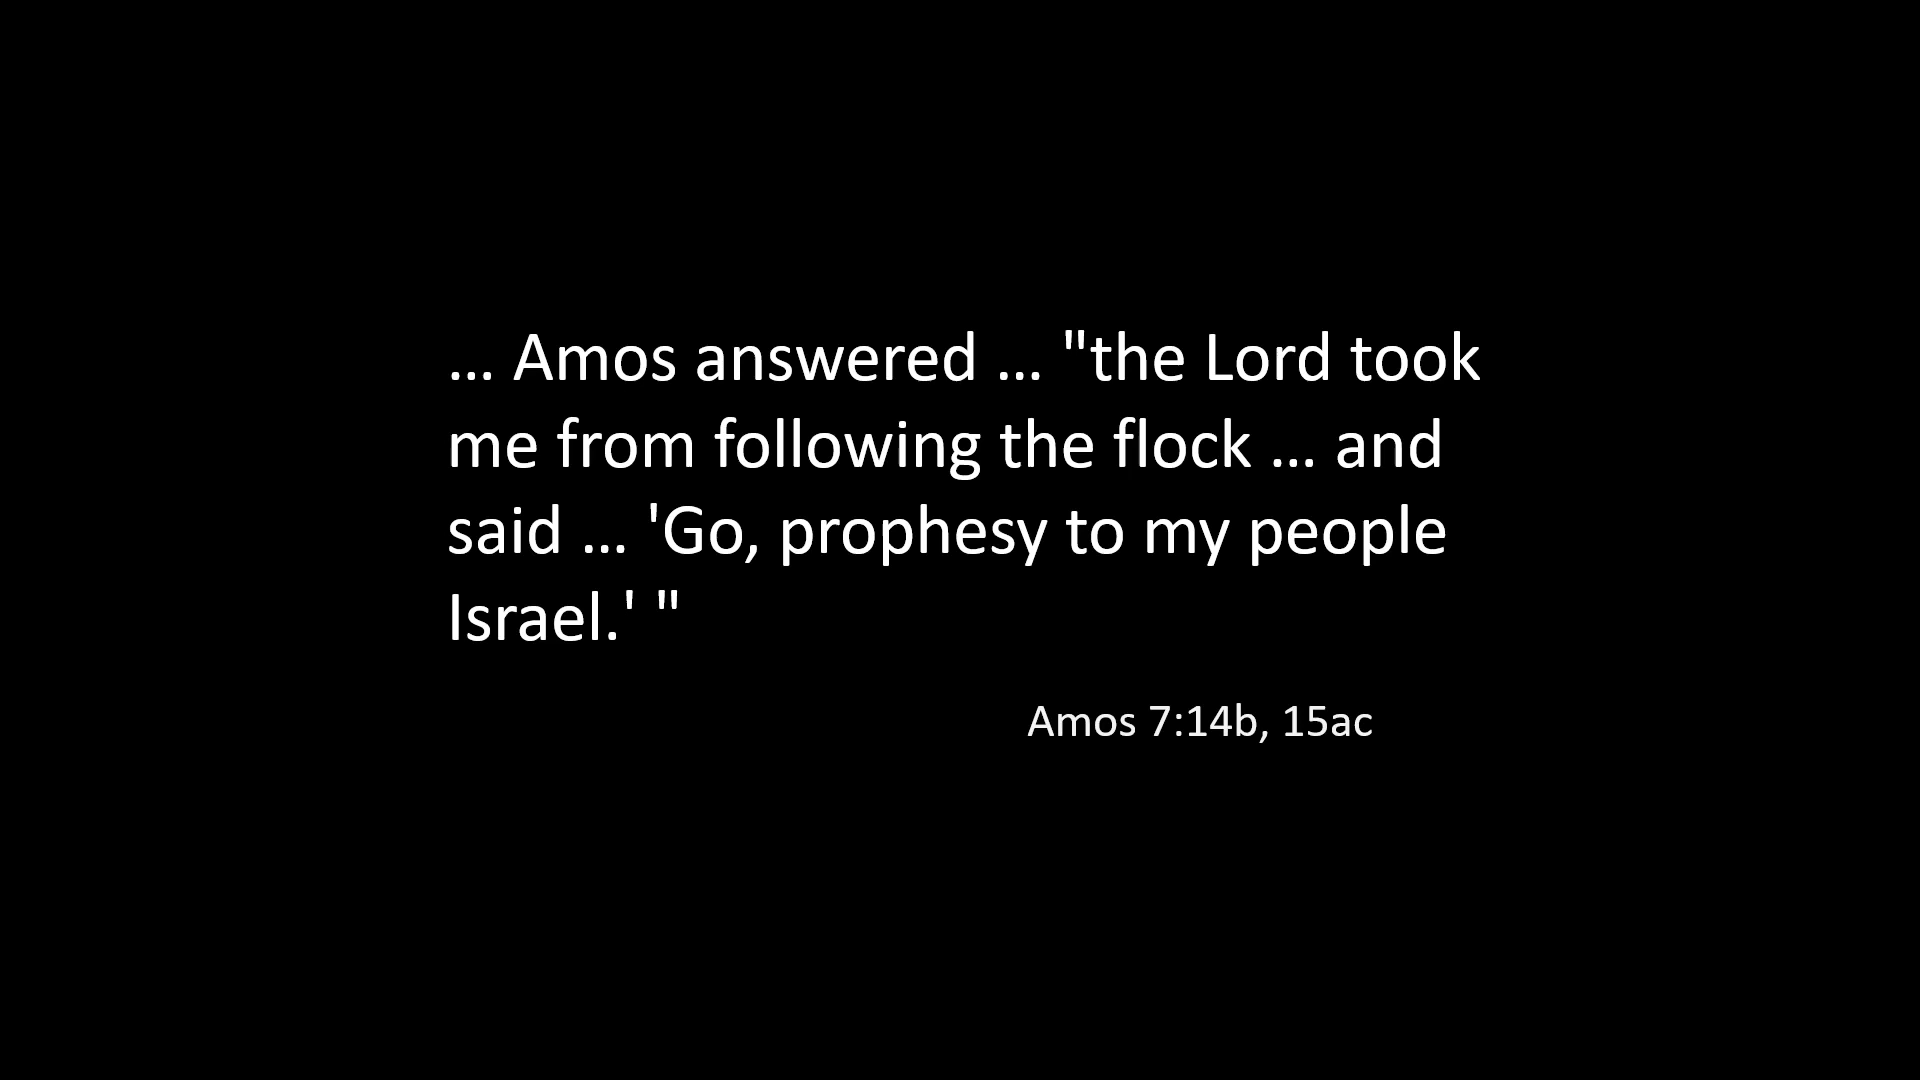 ... Amos answered ... "the Lord took
me from following the flock ... and
said ... 'Go, prophesy to my people
Israel.' "
Amos 7:14b, 15ac